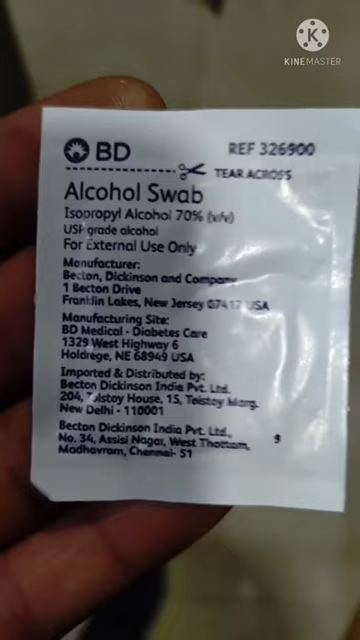 K
KINEMASTER
BD
REF 326900
TEAR ACROSS
Alcohol Swab
Isopropyl Alcohol 70% (v/v)
USP grade alcohol
For External Use Only
Manufacturer:
Becton, Dickinson and Company
1 Becton Drive
Franklin Lakes, New Jersey 07417 USA
Manufacturing Site:
BD Medical - Diabetes Care
1329 West Highway 6
Holdrege, NE 68949 USA
Imported & Distributed by:
Becton Dickinson India Pvt. Ltd.
204, Tolstoy House, 15, Tolstoy Marg,
New Delhi - 110001
Becton Dickinson India Pvt. Ltd.,
No. 34, Assisi Nagar, West Thottam,
Madhavram, Chennai- 51
9